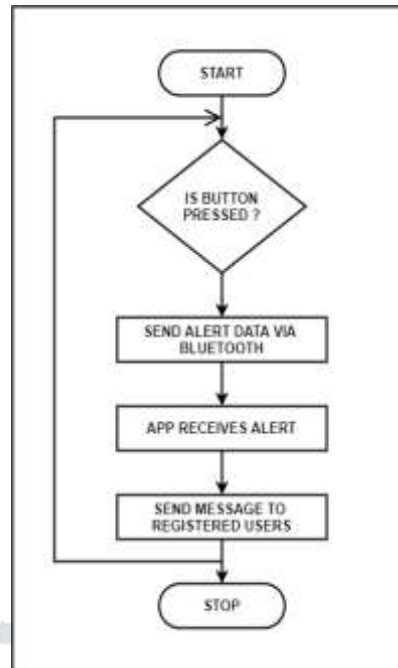 START
IS BUTTON
PRESSED ?
SEND ALERT DATA VIA
BLUETOOTH
APP RECEIVES ALERT
SEND MESSAGE TO
REGISTERED USERS
STOP